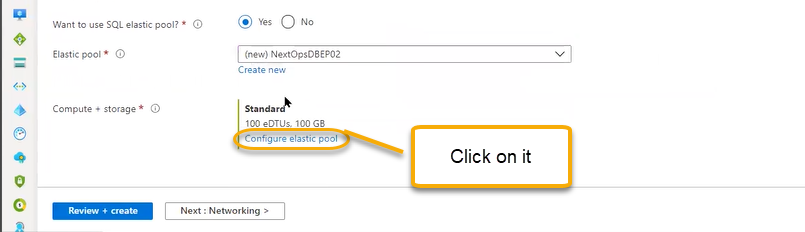 Want to use SQL elastic pool? * Yes No
Elastic pool * (new) NextOpsDBEP02
Create new
Compute + storage * Standard
100 eDTUs, 100 GB
Configure elastic pool
Click on it
Review + create Next : Networking >